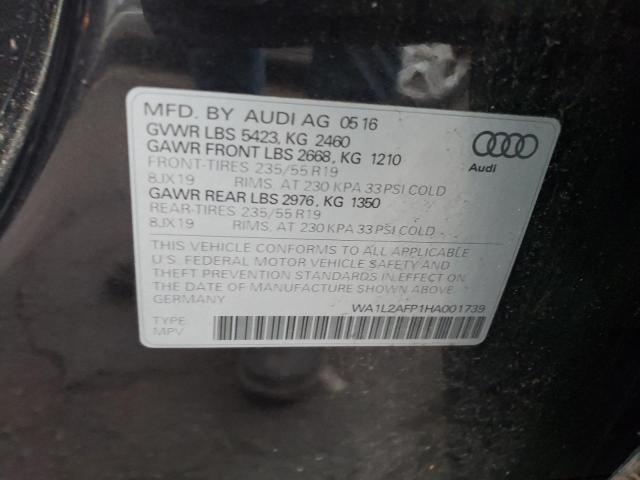 MFD. BY AUDI AG 05 16
GVWR LBS 5423, KG 2460
GAWR FRONT LBS 2668, KG 1210
FRONT-TIRES 235/55 R19
8JX19 RIMS, AT 230 KPA 33 PSI COLD
GAWR REAR LBS 2976, KG 1350
REAR-TIRES 235/55 R19
8JX19 RIMS, AT 230 KPA 33 PSI COLD
THIS VEHICLE CONFORMS TO ALL APPLICABLE
U.S. FEDERAL MOTOR VEHICLE SAFETY AND
THEFT PREVENTION STANDARDS IN EFFECT ON
THE DATE OF MANUFACTURE SHOWN ABOVE.
GERMANY
WA1L2AFP1HA001739
TYPE:
MPV
Audi